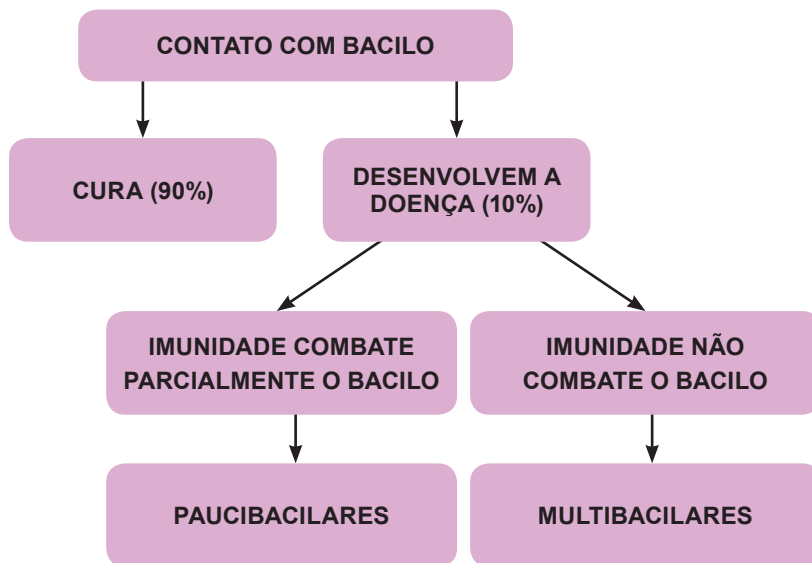 CONTATO COM BACILO
CURA (90%)
DESENVOLVEM A
DOENÇA (10%)
IMUNIDADE COMBATE
PARCIALMENTE O BACILO
IMUNIDADE NÃO
COMBATE O BACILO
PAUCIBACILARES
MULTIBACILARES